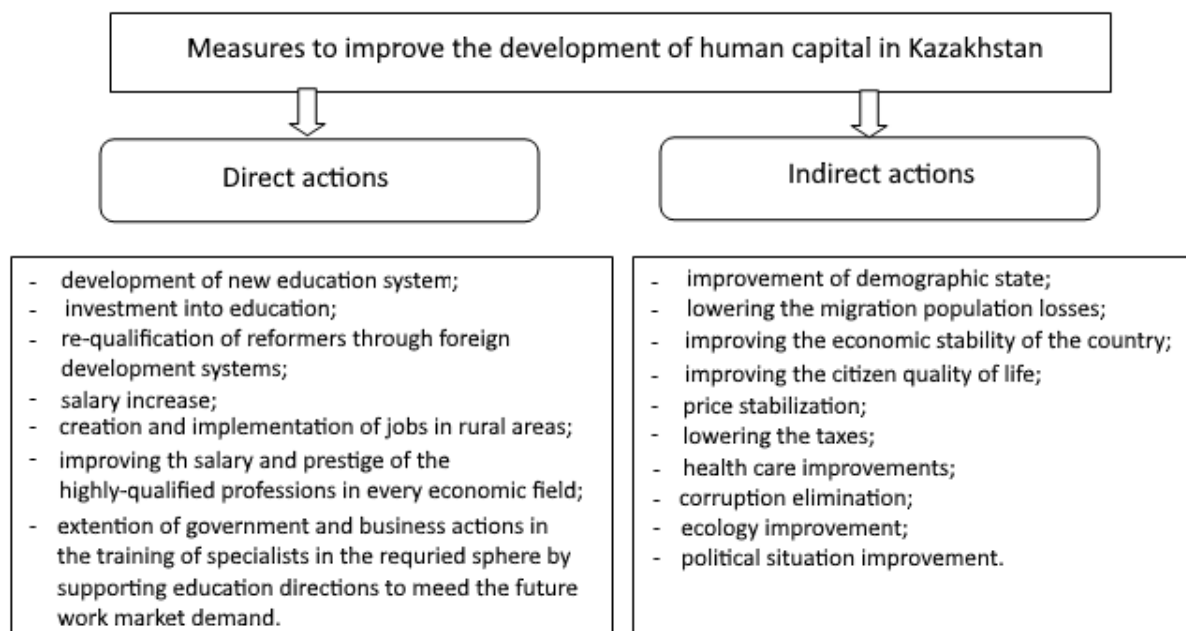 Measures to improve the development of human capital in Kazakhstan
Direct actions
Indirect actions
- development of new education system;
- investment into education;
- re-qualification of reformers through foreign
development systems;
- salary increase;
- creation and implementation of jobs in rural areas;
- improving th salary and prestige of the
highly-qualified professions in every economic field;
- extention of government and business actions in
the training of specialists in the requried sphere by
supporting education directions to meed the future
work market demand.
- improvement of demographic state;
- lowering the migration population losses;
- improving the economic stability of the country;
- improving the citizen quality of life;
- price stabilization;
- lowering the taxes;
- health care improvements;
- corruption elimination;
- ecology improvement;
- political situation improvement.